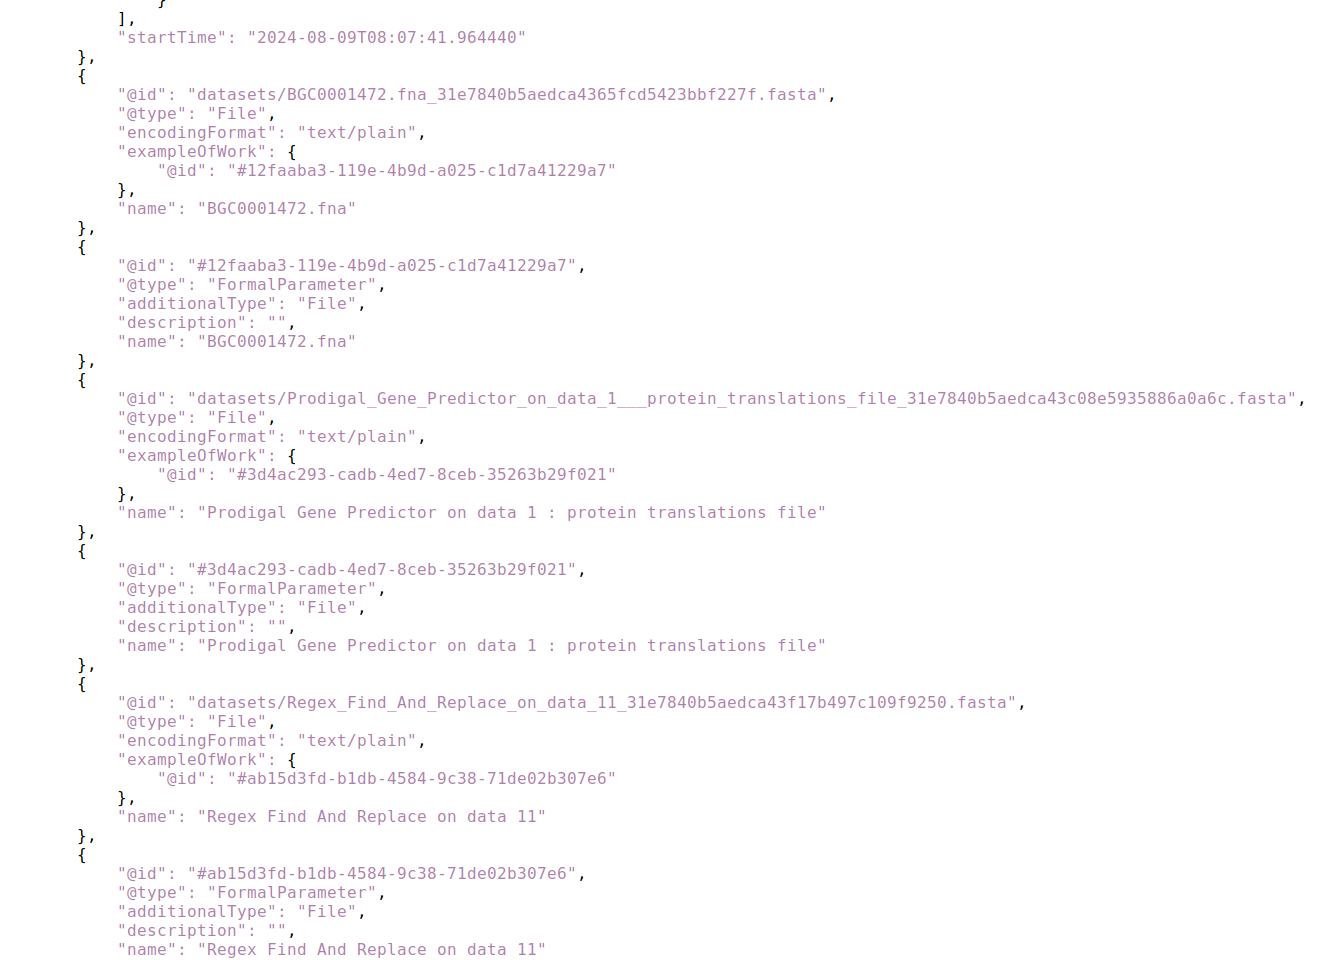 }
],
"startTime": "2024-08-09T08:07:41.964440"
},
{
"@id": "datasets/BGC0001472.fna_31e7840b5aedca4365fcd5423bbf227f.fasta",
"@type": "File",
"encodingFormat": "text/plain",
"exampleOfWork": {
"@id": "#12faaba3-119e-4b9d-a025-c1d7a41229a7"
},
"name": "BGC0001472.fna"
},
{
"@id": "#12faaba3-119e-4b9d-a025-c1d7a41229a7",
"@type": "FormalParameter",
"additionalType": "File",
"description": "",
"name": "BGC0001472.fna"
},
{
"@id": "datasets/Prodigal_Gene_Predictor_on_data_1___protein_translations_file_31e7840b5aedca43c08e5935886a0a6c.fasta",
"@type": "File",
"encodingFormat": "text/plain",
"exampleOfWork": {
"@id": "#3d4ac293-cadb-4ed7-8ceb-35263b29f021"
},
"name": "Prodigal Gene Predictor on data 1 : protein translations file"
},
{
"@id": "#3d4ac293-cadb-4ed7-8ceb-35263b29f021",
"@type": "FormalParameter",
"additionalType": "File",
"description": "",
"name": "Prodigal Gene Predictor on data 1 : protein translations file"
},
{
"@id": "datasets/Regex_Find_And_Replace_on_data_11_31e7840b5aedca43f17b497c109f9250.fasta",
"@type": "File",
"encodingFormat": "text/plain",
"exampleOfWork": {
"@id": "#ab15d3fd-b1db-4584-9c38-71de02b307e6"
},
"name": "Regex Find And Replace on data 11"
},
{
"@id": "#ab15d3fd-b1db-4584-9c38-71de02b307e6",
"@type": "FormalParameter",
"additionalType": "File",
"description": "",
"name": "Regex Find And Replace on data 11"